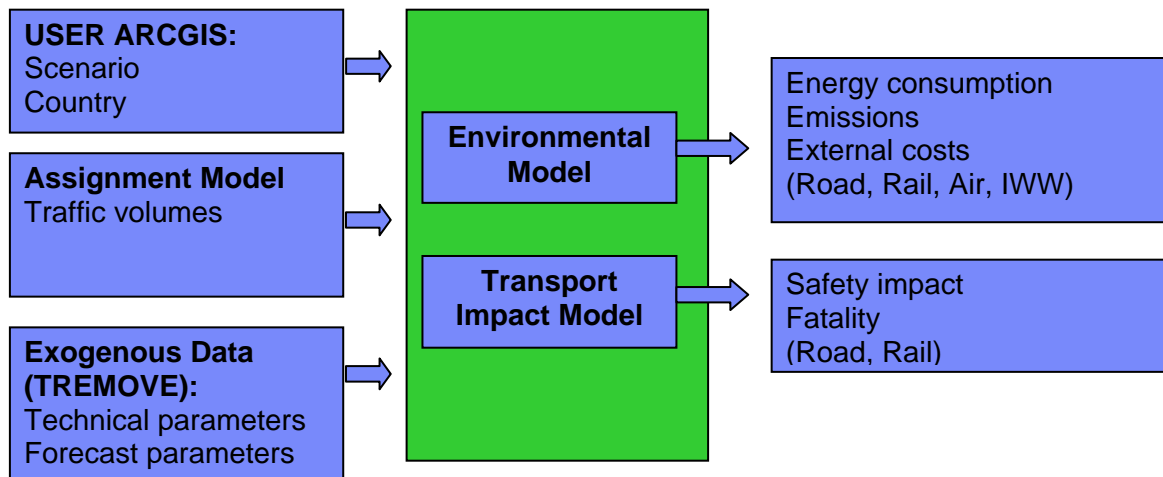 USER ARCGIS:
Scenario
Country
Assignment Model
Traffic volumes
Exogenous Data
(TREMOVE):
Technical parameters
Forecast parameters
Environmental
Model
Transport
Impact Model
Energy consumption
Emissions
External costs
(Road, Rail, Air, IWW)
Safety impact
Fatality
(Road, Rail)